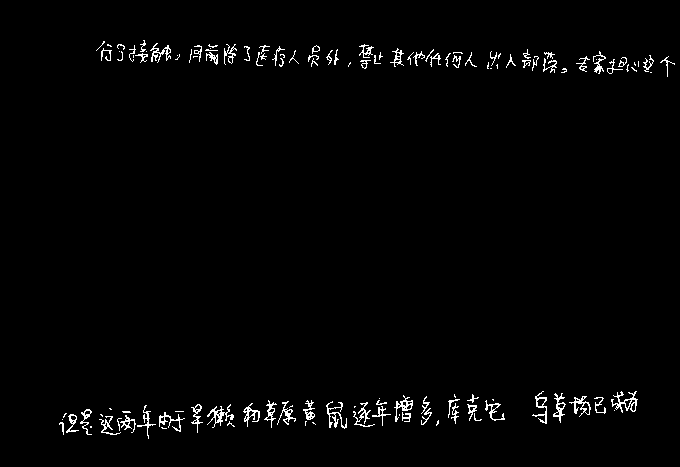 行了接触。目前除了医疗人员外,禁止其他任何人出入部落。专家担心这个
但是这两年由于旱獭和草原黄鼠逐年增多,库克它 乌草场已成为